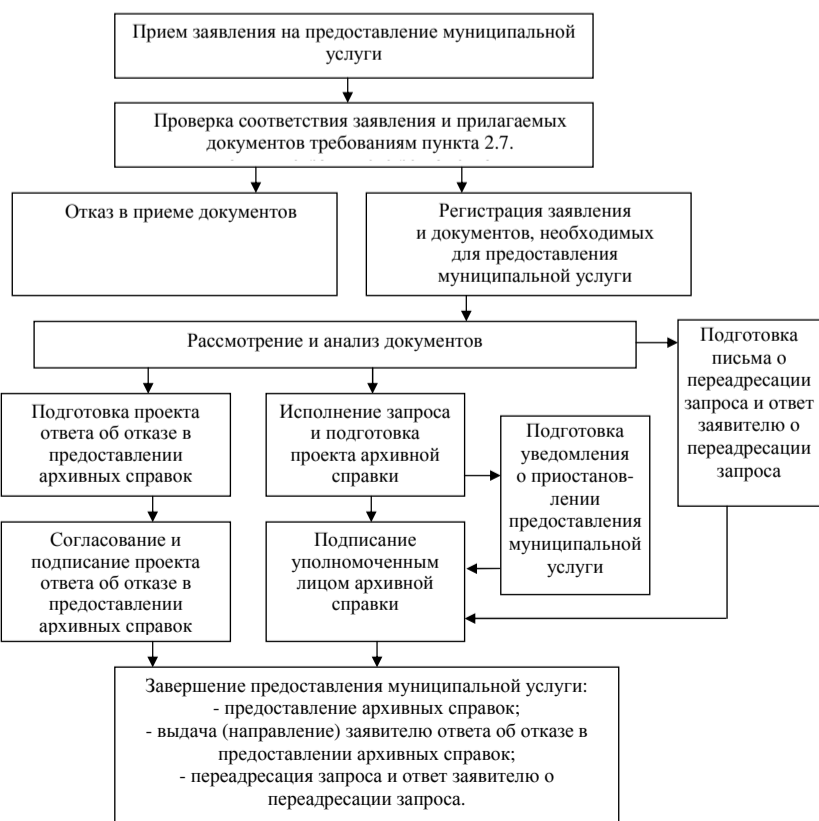 Прием заявления на предоставление муниципальной
услуги
Проверка соответствия заявления и прилагаемых
документов требованиям пункта 2.7.
Отказ в приеме документов
Регистрация заявления
и документов, необходимых
для предоставления
муниципальной услуги
Рассмотрение и анализ документов
Подготовка
письма о
переадресации
запроса и ответ
заявителю о
переадресации
запроса
Подготовка проекта
ответа об отказе в
предоставлении
архивных справок
Исполнение запроса
и подготовка
проекта архивной
справки
Подготовка
уведомления
о приостанов-
лении
предоставления
муниципальной
услуги
Согласование и
подписание проекта
ответа об отказе в
предоставлении
архивных справок
Подписание
уполномоченным
лицом архивной
справки
Завершение предоставления муниципальной услуги:
- предоставление архивных справок;
- выдача (направление) заявителю ответа об отказе в
предоставлении архивных справок;
- переадресация запроса и ответ заявителю о
переадресации запроса.